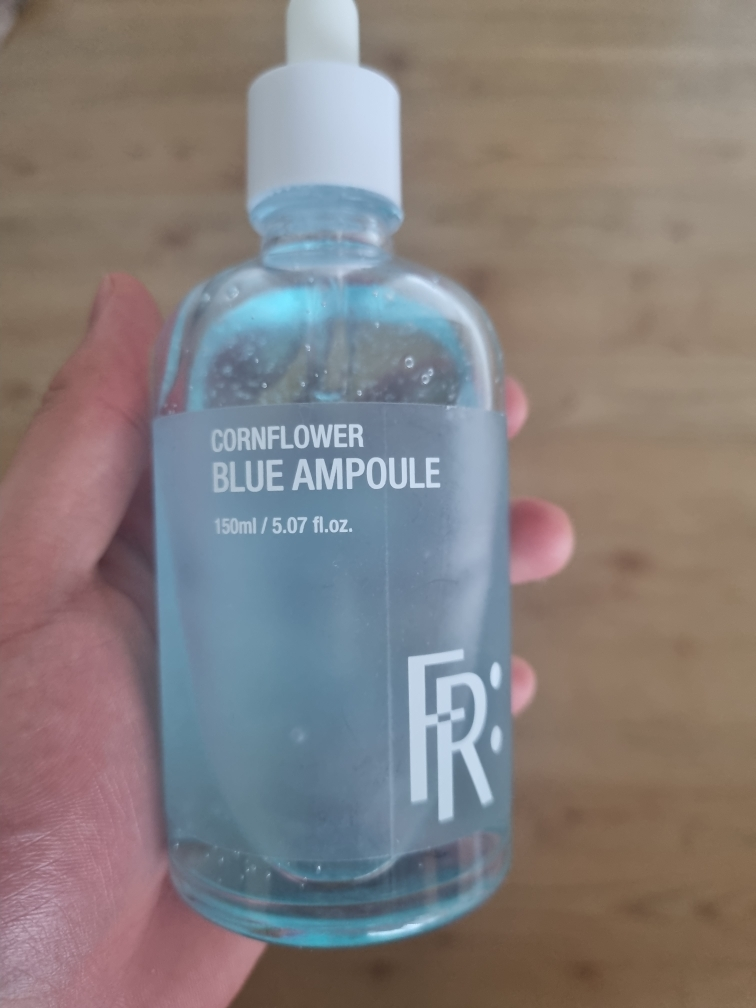 CORNFLOWER
BLUE AMPOULE
150ml / 5.07 fl.oz.
FR: